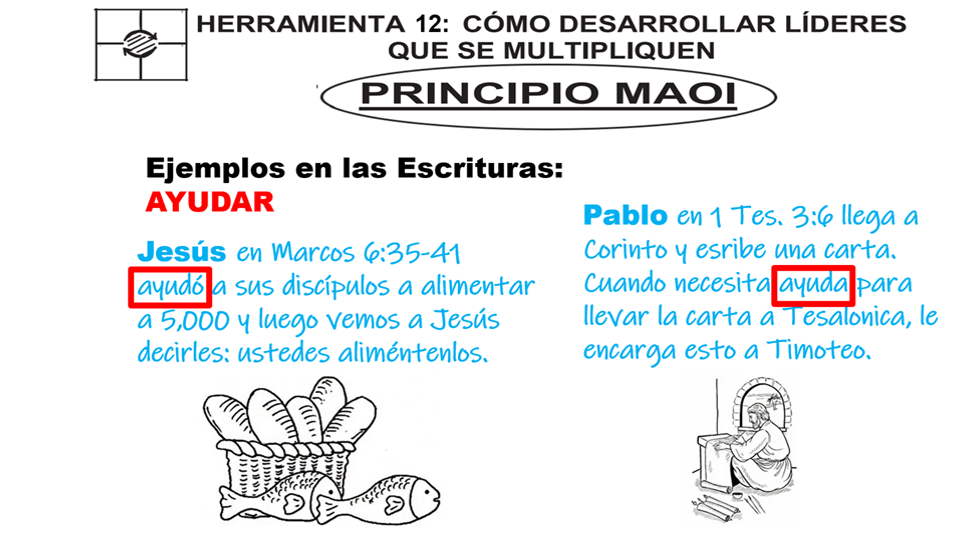 HERRAMIENTA 12: CÓMO DESARROLLAR LÍDERES
QUE SE MULTIPLIQUEN
PRINCIPIO MAOI
Ejemplos en las Escrituras:
AYUDAR
Jesús en Marcos 6:35-41
ayudó a sus discípulos a alimentar
a 5,000 y luego vemos a Jesús
decirles: ustedes aliméntenlos.
Pablo en 1 Tes. 3:6 llega a
Corinto y esribe una carta.
Cuando necesita ayuda para
llevar la carta a Tesalonica, le
encarga esto a Timoteo.